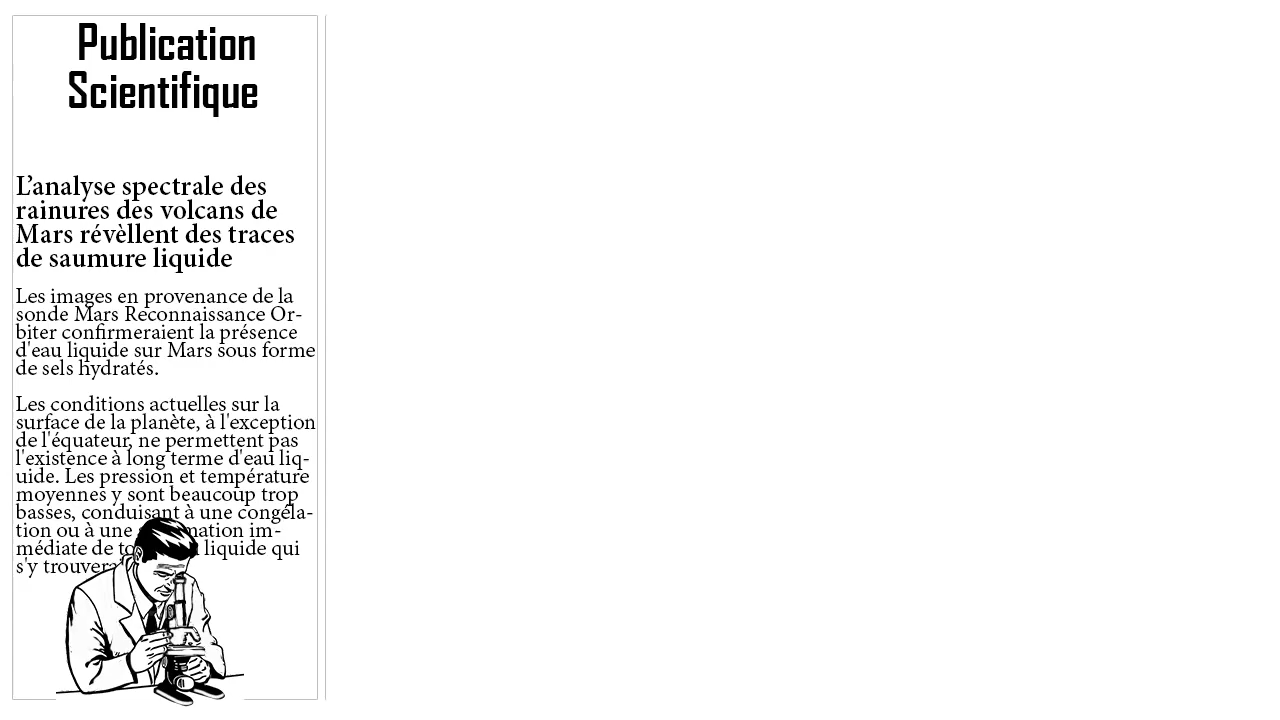 Publication
Scientifique
L'analyse spectrale des
rainures des volcans de
Mars révèllent des traces
de saumure liquide
Les images en provenance de la
sonde Mars Reconnaissance Or-
biter confirmeraient la présence
d'eau liquide sur Mars sous forme
de sels hydratés.
Les conditions actuelles sur la
surface de la planète, à l'exception
de l'équateur, ne permettent pas
l'existence à long terme d'eau liq-
uide. Les pression et température
moyennes y sont beaucoup trop
basses, conduisant à une congéla-
tion ou à une im-
médiate de liquide qui
s'y